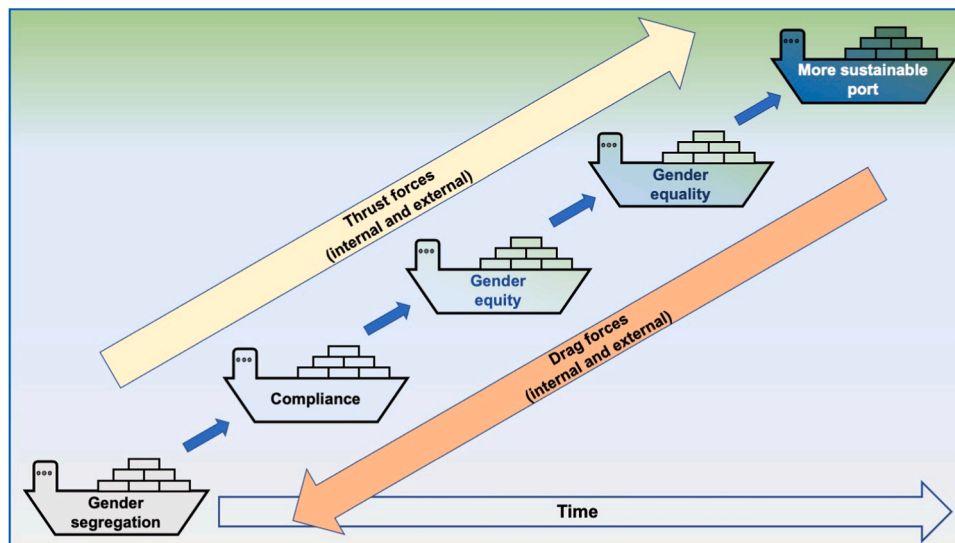 More sustainable
port
Thrust forces
(internal and external)
Gender
equality
Gender
equity
Drag forces
(internal and external)
Compliance
Gender
segregation
Time